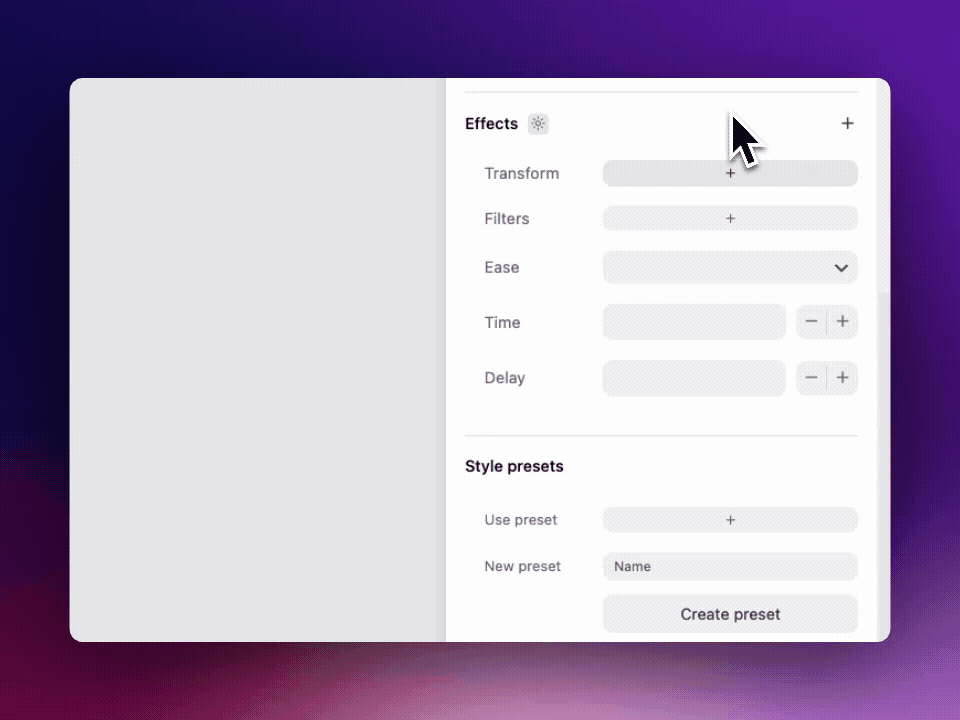 Effects +
Transform +
Filters +
Ease
Time − +
Delay − +
Style presets
Use preset +
New preset Name
Create preset